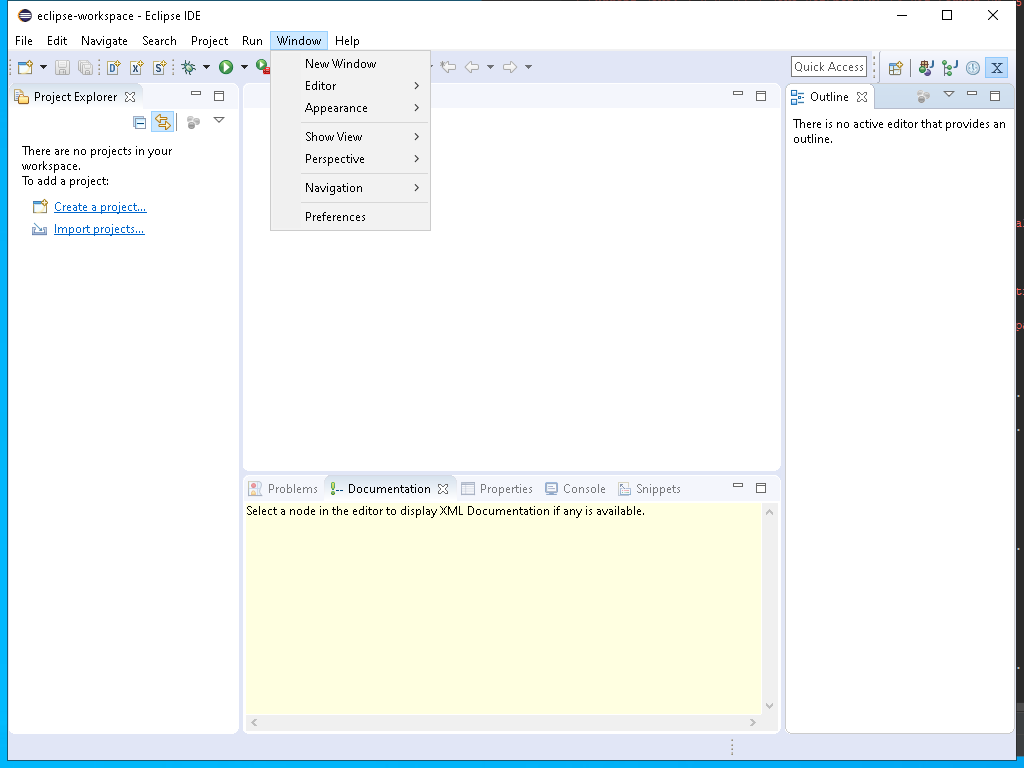 eclipse-workspace - Eclipse IDE
File Edit Navigate Search Project Run Window Help
Quick Access
New Window
Editor
Appearance
Show View
Perspective
Navigation
Preferences
Project Explorer
There are no projects in your
workspace.
To add a project:
Create a project...
Import projects...
Outline
There is no active editor that provides an
outline.
Problems Documentation Properties Console Snippets
Select a node in the editor to display XML Documentation if any is available.